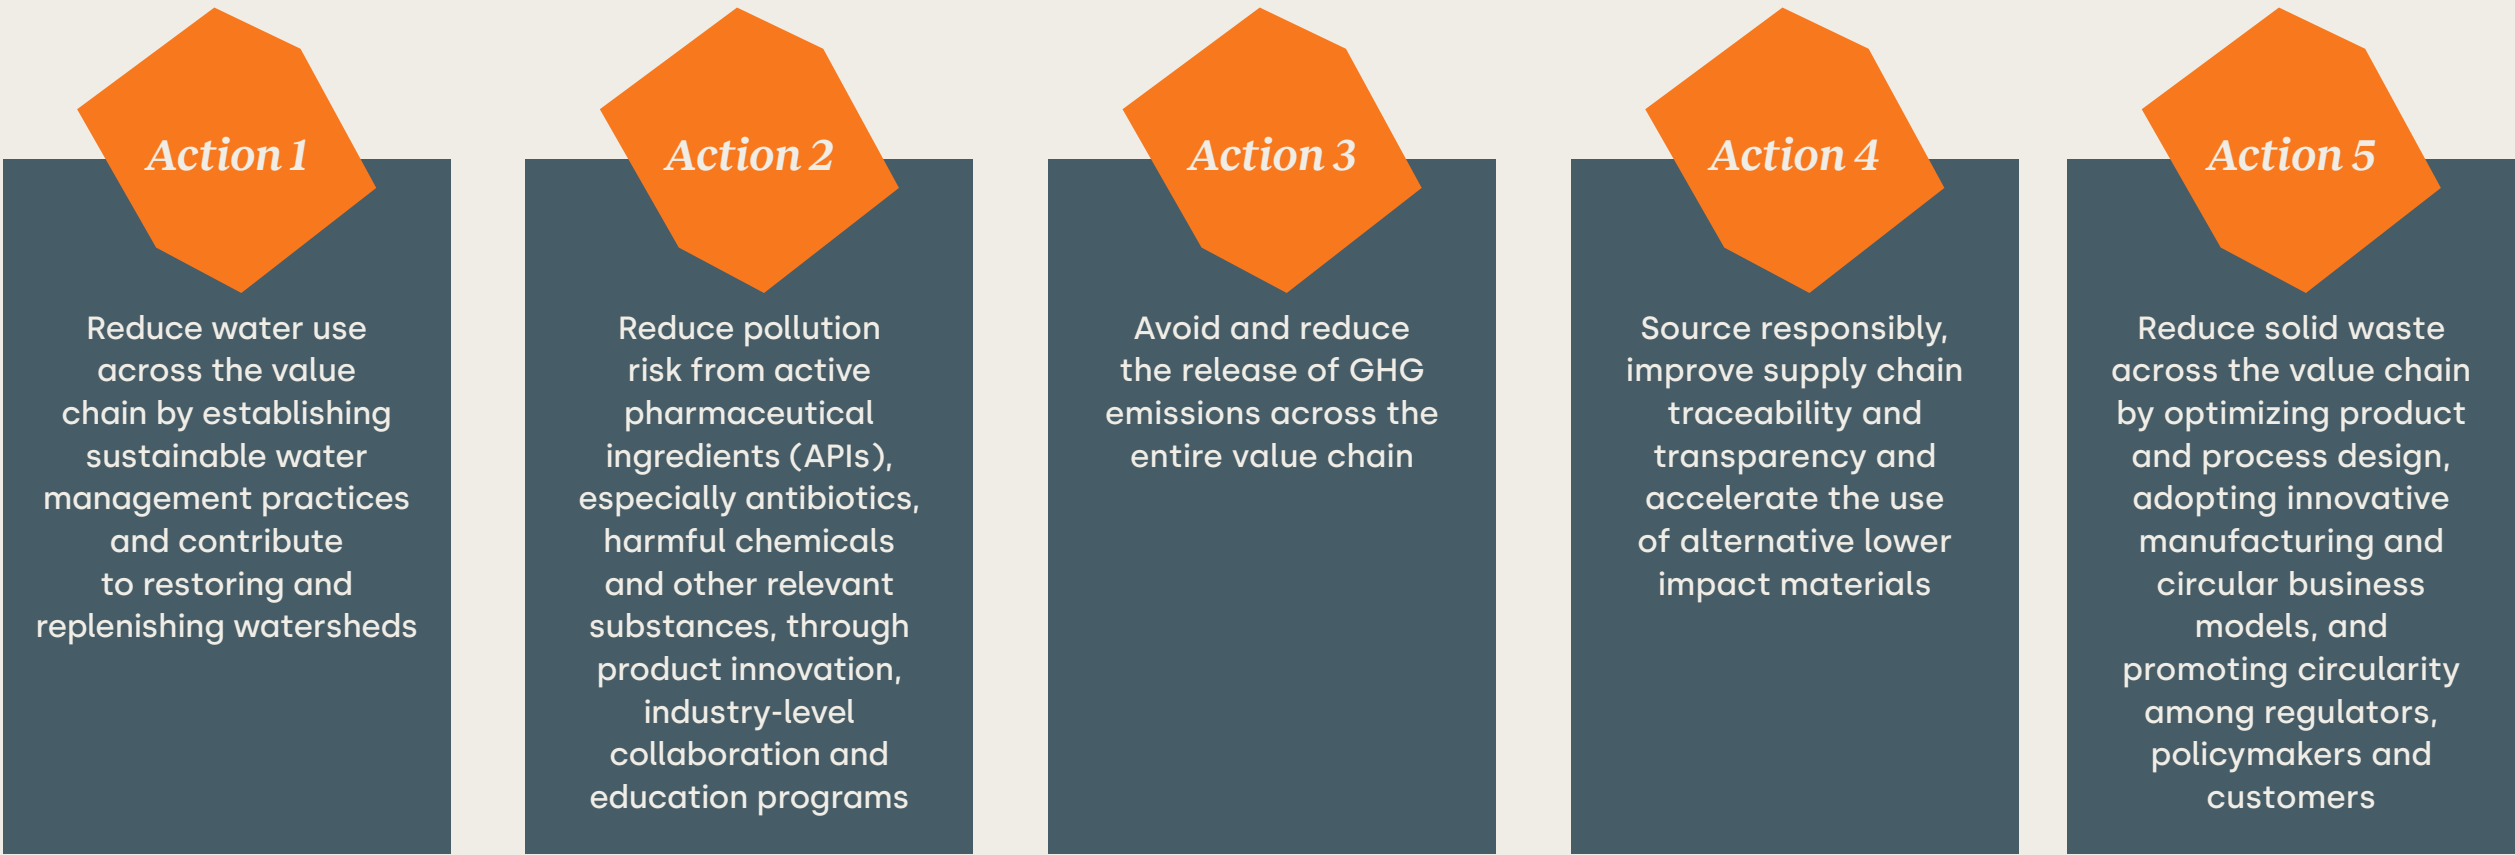 Action 1
Reduce water use
across the value
chain by establishing
sustainable water
management practices
and contribute
to restoring and
replenishing watersheds
Action 2
Reduce pollution
risk from active
pharmaceutical
ingredients (APIs),
especially antibiotics,
harmful chemicals
and other relevant
substances, through
product innovation,
industry-level
collaboration and
education programs
Action 3
Avoid and reduce
the release of GHG
emissions across the
entire value chain
Action 4
Source responsibly,
improve supply chain
traceability and
transparency and
accelerate the use
of alternative lower
impact materials
Action 5
Reduce solid waste
across the value chain
by optimizing product
and process design,
adopting innovative
manufacturing and
circular business
models, and
promoting circularity
among regulators,
policymakers and
customers